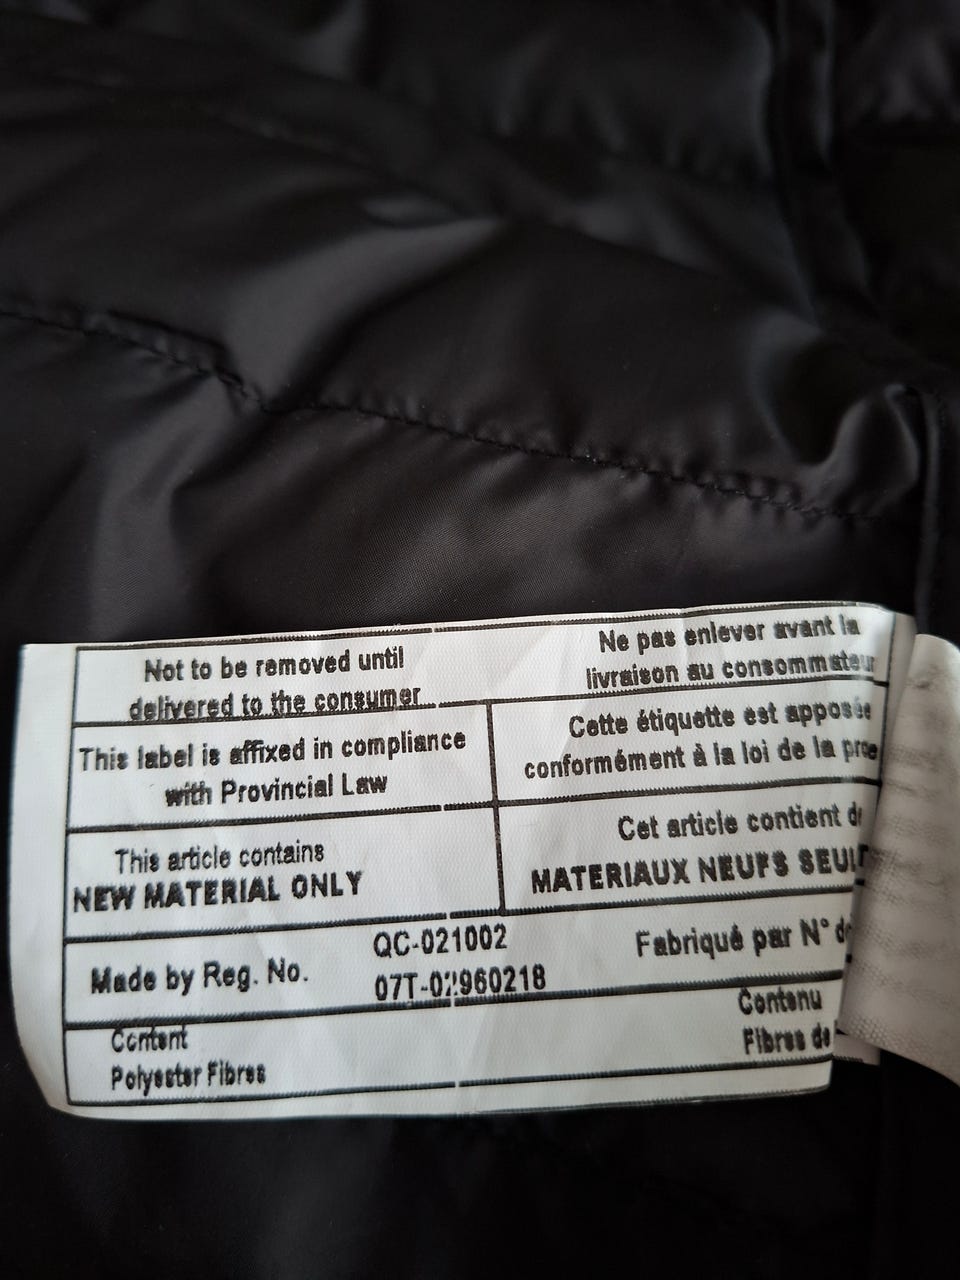 Not to be removed until
delivered to the consumer
Ne pas enlever avant la
livraison au consommateur
This label is affixed in compliance
with Provincial Law
Cette étiquette est apposée
conformément à la loi de la
This article contains
NEW MATERIAL ONLY
Cet article contient
MATERIAUX NEUFS
Made by Reg. No.
QC-021002
Fabriqué par N°
Content
Polyester Fibres
Contenu
Fibres de